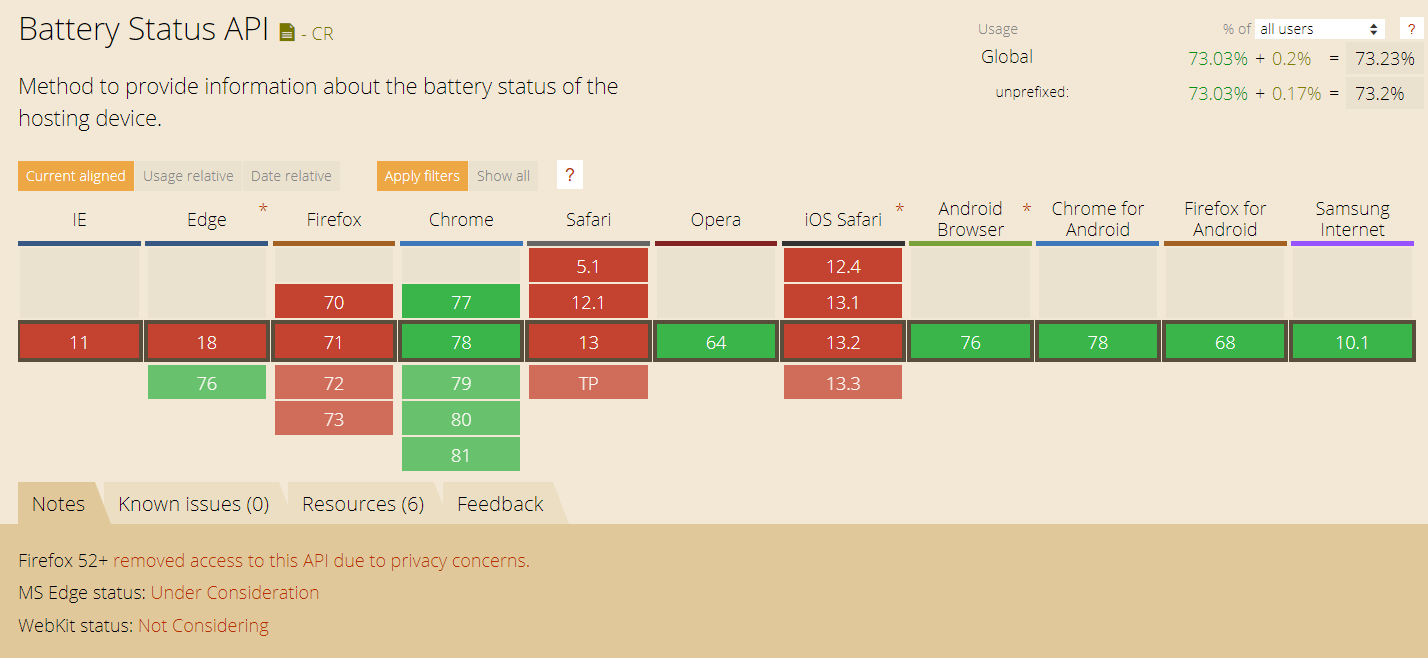 Battery Status API - CR
Usage % of all users ?
Global 73.03% + 0.2% = 73.23%
unprefixed: 73.03% + 0.17% = 73.2%
Method to provide information about the battery status of the
hosting device.
Current aligned Usage relative Date relative Apply filters Show all ?
IE Edge * Firefox Chrome Safari Opera iOS Safari * Android Browser * Chrome for Android Firefox for Android Samsung Internet
5.1 12.4
70 77 12.1 13.1
11 18 71 78 13 64 13.2 76 78 68 10.1
76 72 79 TP 13.3
73 80
81
Notes Known issues (0) Resources (6) Feedback
Firefox 52+ removed access to this API due to privacy concerns.
MS Edge status: Under Consideration
WebKit status: Not Considering